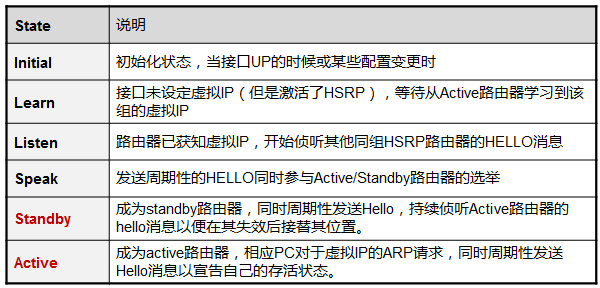 State 说明
Initial 初始化状态，当接口UP的时候或某些配置变更时
Learn 接口未设定虚拟IP（但是激活了HSRP），等待从Active路由器学习到该
组的虚拟IP
Listen 路由器已获知虚拟IP，开始侦听其他同组HSRP路由器的HELLO消息
Speak 发送周期性的HELLO同时参与Active/Standby路由器的选举
Standby 成为standby路由器，同时周期性发送Hello，持续侦听Active路由器的
hello消息以便在其失效后接替其位置。
Active 成为active路由器，相应PC对于虚拟IP的ARP请求，同时周期性发送
Hello消息以宣告自己的存活状态。